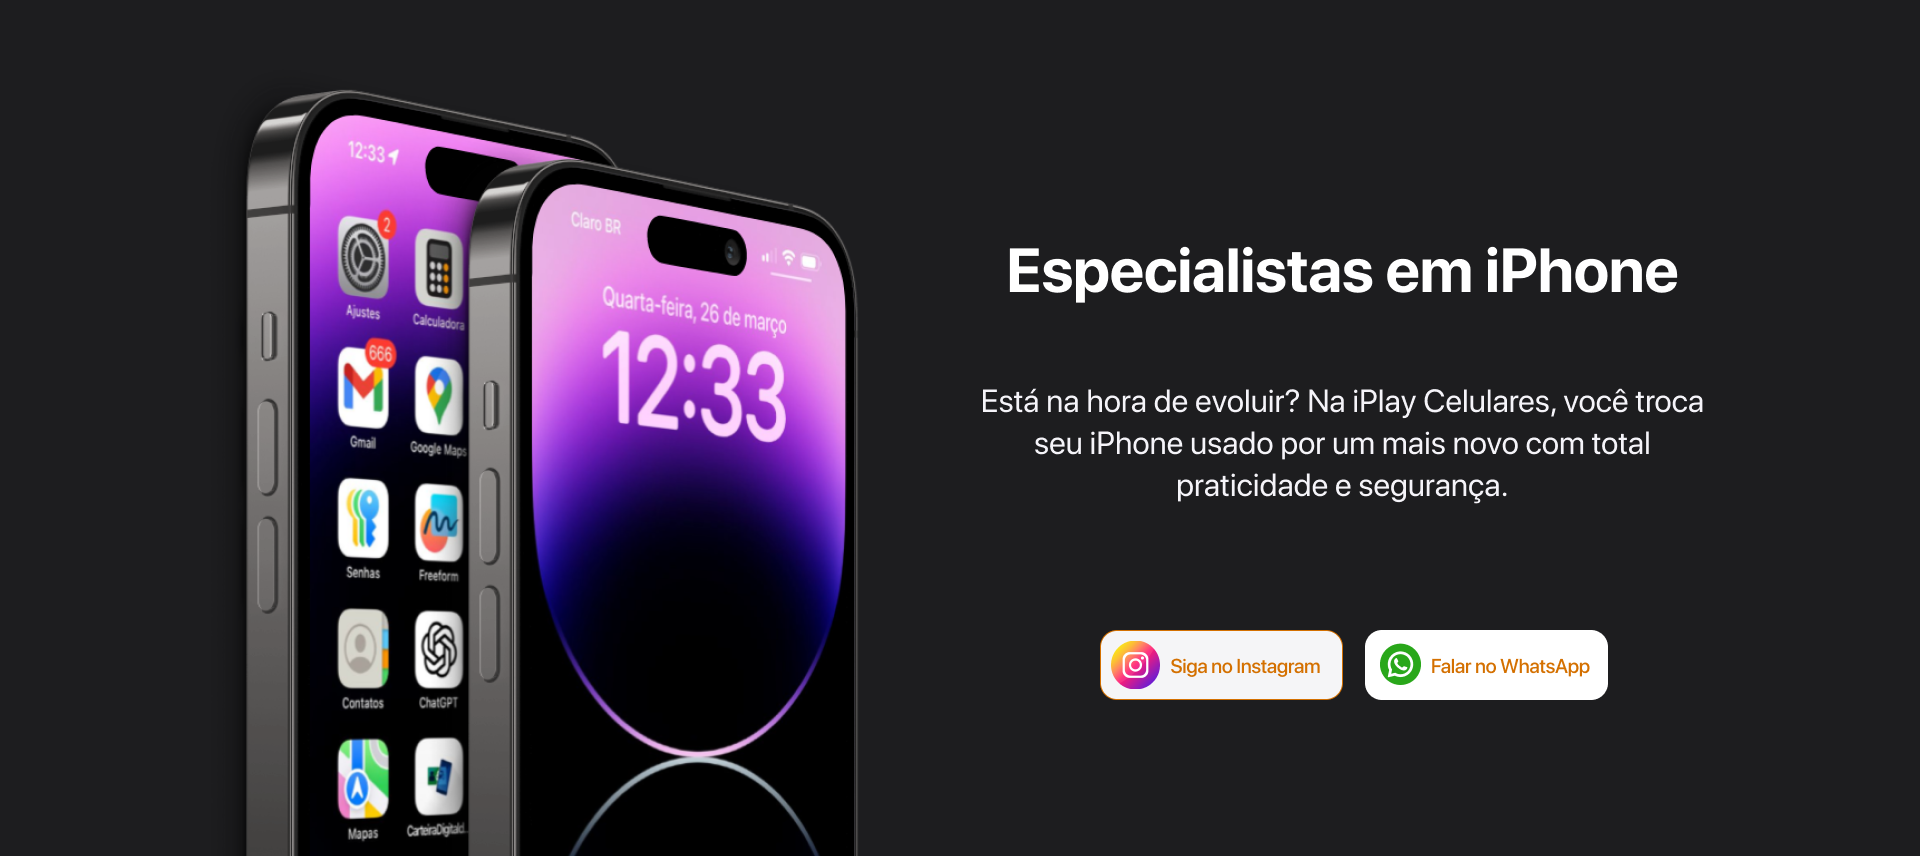 12:33
2
Ajustes
Calculadora
666
Gmail
Google Maps
Senhas
Freeform
Contatos
ChatGPT
Mapas
CarteiraDigitald...
Claro BR
Quarta-feira, 26 de março
12:33
Especialistas em iPhone
Está na hora de evoluir? Na iPlay Celulares, você troca
seu iPhone usado por um mais novo com total
praticidade e segurança.
Siga no Instagram
Falar no WhatsApp